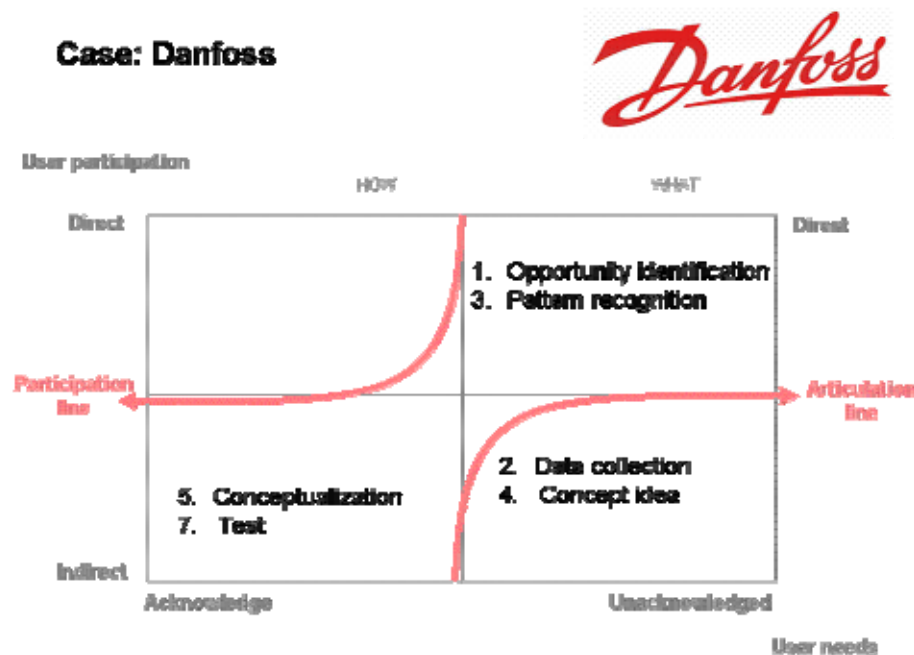 Case: Danfoss
Danfoss
User participation
HOW
WHAT
Direct
Direct
1. Opportunity identification
3. Pattern recognition
Participation
line
Articulation
line
2. Data collection
4. Concept idea
5. Conceptualization
7. Test
Indirect
Acknowledge
Unacknowledged
User needs